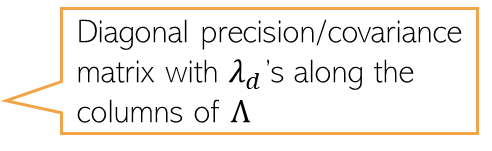 Diagonal precision/covariance
matrix with λ_d's along the
columns of Λ